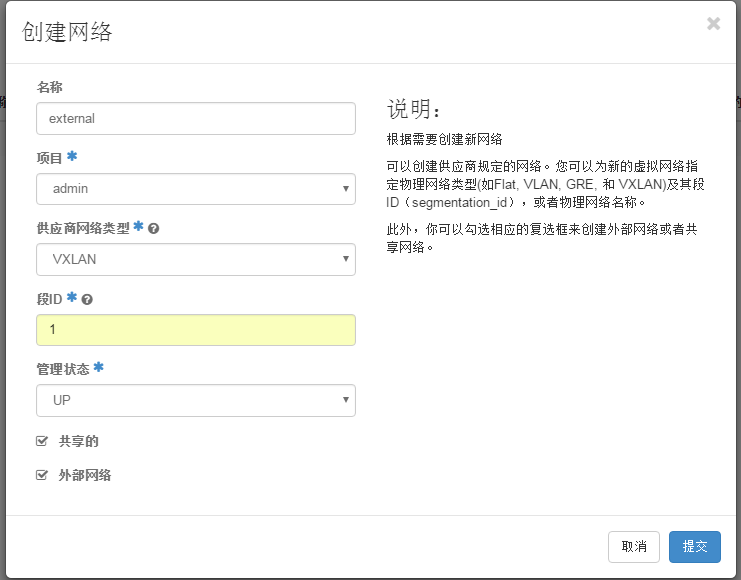 创建网络
名称
external
项目
admin
供应商网络类型
VXLAN
段ID
1
管理状态
UP
共享的
外部网络
说明：
根据需要创建新网络
可以创建供应商规定的网络。您可以为新的虚拟网络指
定物理网络类型(如Flat, VLAN, GRE, 和 VXLAN)及其段
ID（segmentation_id），或者物理网络名称。
此外，你可以勾选相应的复选框来创建外部网络或者共
享网络。
取消
提交